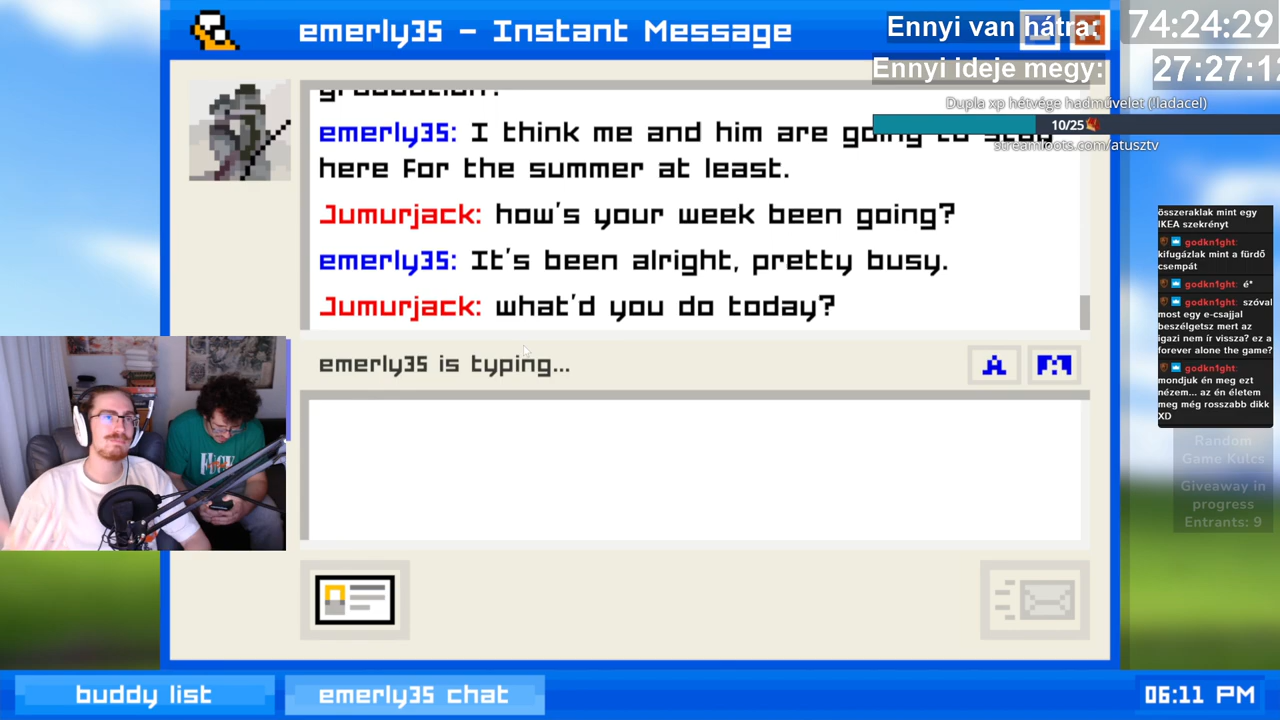 emerly35 - Instant Message
Ennyi van hátra:
74:24:29
Ennyi ideje megy:
27:27:12
Dupla xp hétvége hadművelet (!ladacel)
10/25
streamloots.com/atusztv
graduation?
emerly35: I think me and him are going to stay
here for the summer at least.
Jumurjack: how's your week been going?
emerly35: It's been alright, pretty busy.
Jumurjack: what'd you do today?
emerly35 is typing...
A
összeraklak mint egy
IKEA szekrényt
godkn1ght:
kifugázlak mint a fürdő
csempát
godkn1ght: é*
godkn1ght: szóval
most egy e-csajjal
beszélgetsz mert az
igazi nem ír vissza? ez a
forever alone the game?
godkn1ght:
mondjuk én meg ezt
nézem... az én életem
meg még rosszabb dikk
XD
Random
Game Kulcs
Giveaway in
progress
Entrants: 9
buddy list
emerly35 chat
06:11 PM